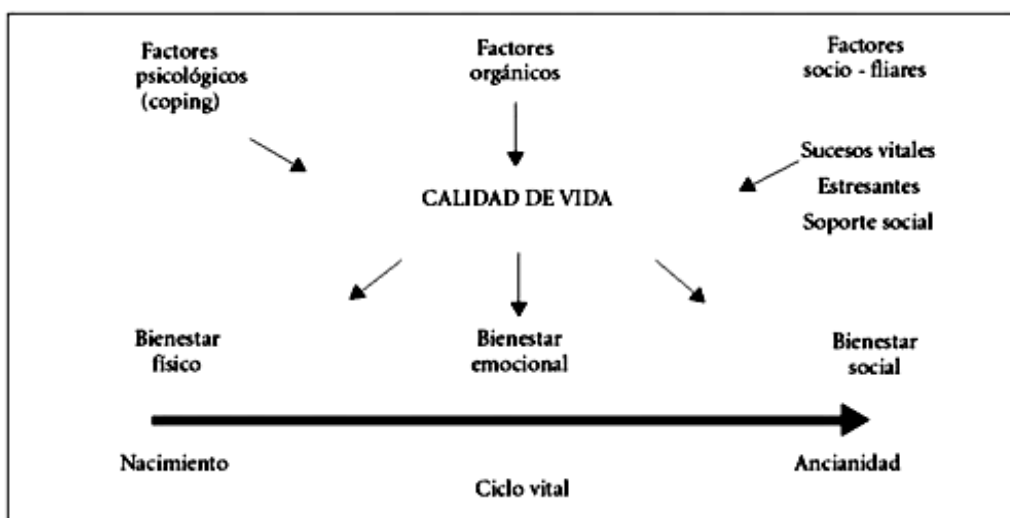 Factores
psicológicos
(coping)
Factores
orgánicos
Factores
socio - fliares
Sucesos vitales
Estresantes
Soporte social
CALIDAD DE VIDA
Bienestar
físico
Bienestar
emocional
Bienestar
social
Nacimiento
Ancianidad
Ciclo vital